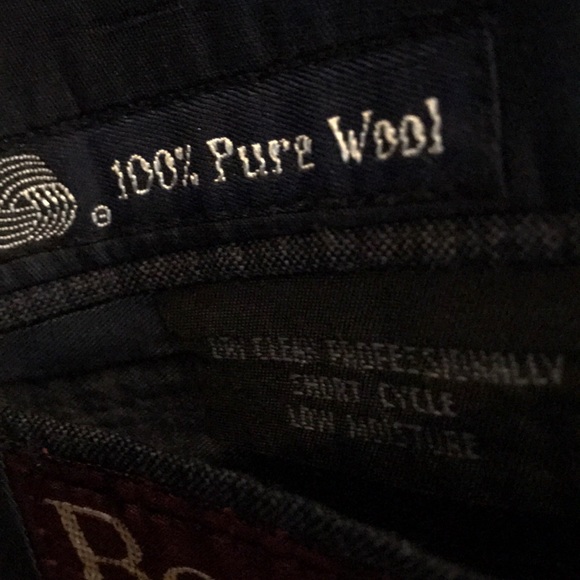 100% Pure Wool
DRY CLEAN PROFESSIONALLY
SHORT CYCLE
LOW MOISTURE